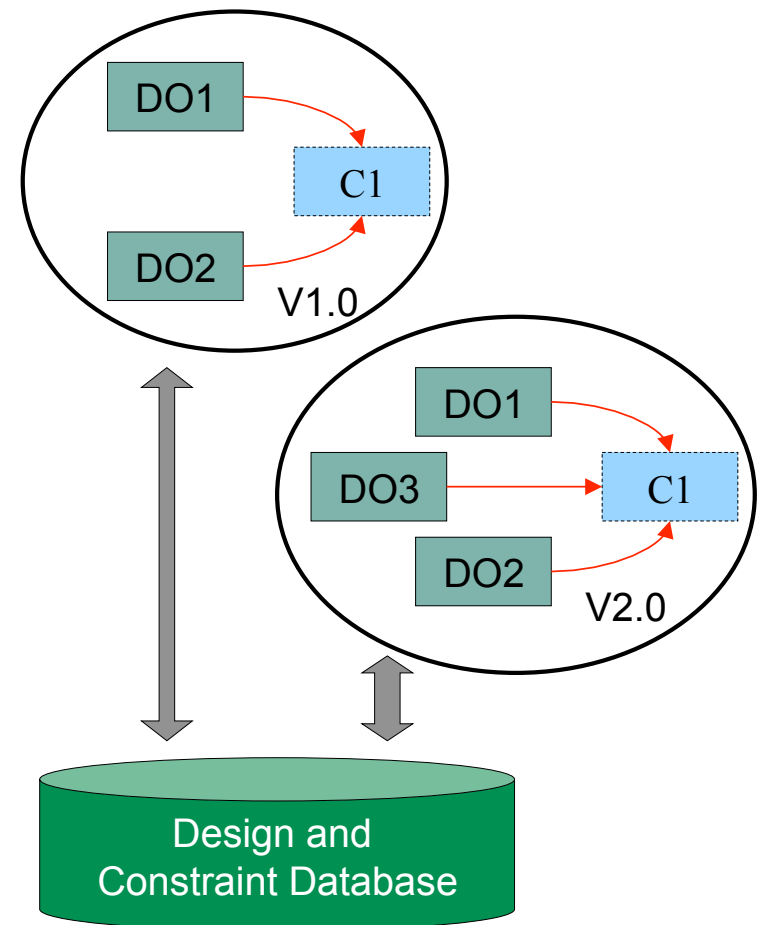 DO1
C1
DO2
V1.0
DO1
DO3
C1
DO2
V2.0
Design and
Constraint Database